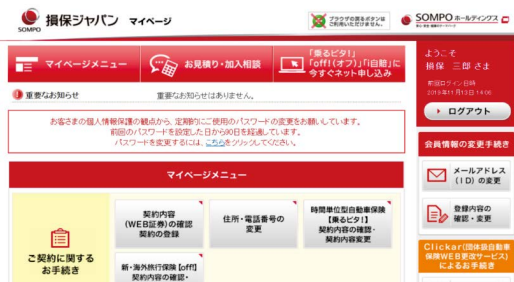 SOMPO
損保ジャパン マイページ
ブラウザの戻るボタンは
ご利用いただけません。
SOMPO ホールディングス
マイページメニュー
お見積り・加入相談
「乗るピタ!」
「off!(オフ)」「自賠」に
今すぐネット申し込み
重要なお知らせ
重要なお知らせはありません。
お客さまの個人情報保護の観点から、定期的にご使用のパスワードの変更をお願いしています。
前回のパスワードを設定した日から90日を経過しています。
パスワードを変更するには、こちらをクリックしてください。
マイページメニュー
ご契約に関する
お手続き
契約内容
(WEB証券)の確認
契約の登録
住所・電話番号の
変更
時間単位型自動車保険
【乗るピタ!】
契約内容の確認・
契約内容変更
新・海外旅行保険【off!】
契約内容の確認・
ようこそ
損保 三郎 さま
前回ログイン日時
2019年11月13日 14:06
ログアウト
会員情報の変更手続き
メールアドレス
(ID)の変更
登録内容の
確認・変更
Clickar(団体扱自動車
保険WEB更改サービス)
によるお手続き